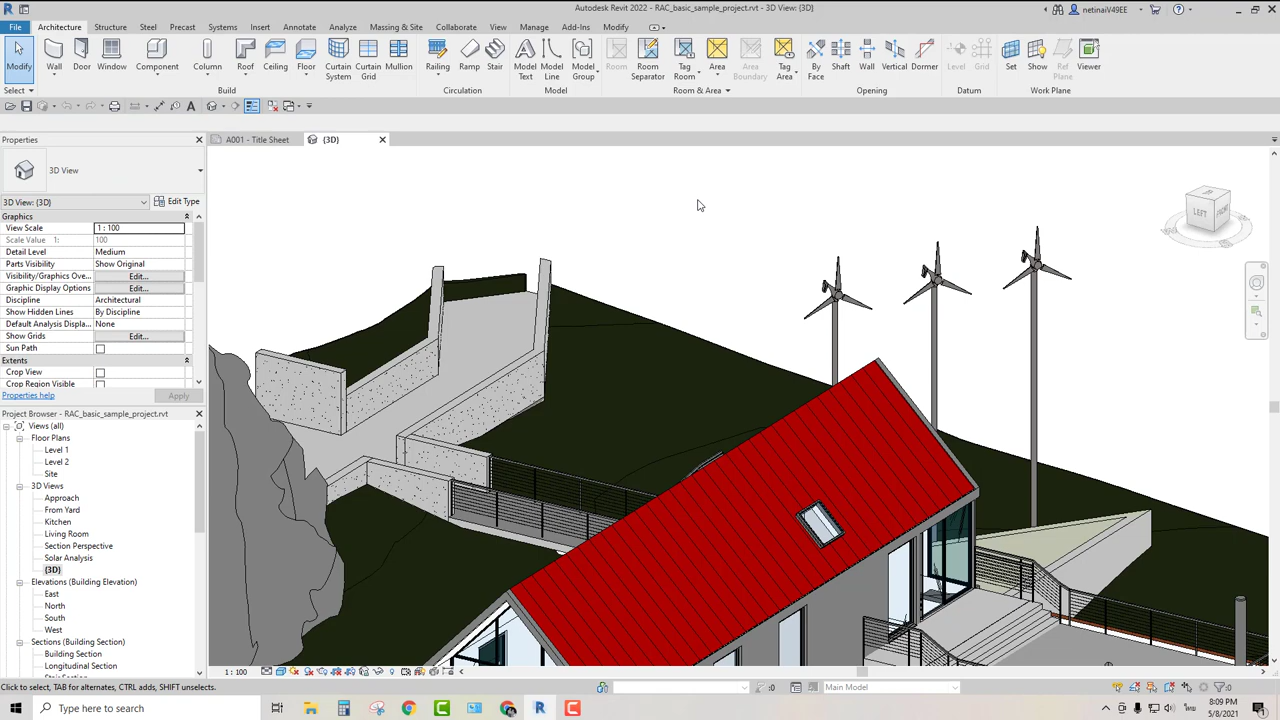 Autodesk Revit 2022 - RAC_basic_sample_project.rvt - 3D View: {3D}
netinaiV49EE
File Architecture Structure Steel Precast Systems Insert Annotate Analyze Massing & Site Collaborate View Manage Add-Ins Modify
Modify Wall Door Window Component Column Roof Ceiling Floor Curtain System Curtain Grid Mullion Railing Ramp Stair Model Text Model Line Model Group Room Room Separator Tag Room Area Area Boundary Tag Area By Face Shaft Wall Vertical Dormer Level Grid Set Show Ref Plane Viewer
Select Build Circulation Model Room & Area Opening Datum Work Plane
Properties
A001 - Title Sheet
{3D}
3D View
3D View: {3D}
Edit Type
Graphics
View Scale 1 : 100
Scale Value 1: 100
Detail Level Medium
Parts Visibility Show Original
Visibility/Graphics Ove... Edit...
Graphic Display Options Edit...
Discipline Architectural
Show Hidden Lines By Discipline
Default Analysis Displa... None
Show Grids Edit...
Sun Path
Extents
Crop View
Crop Region Visible
Properties help
Apply
Project Browser - RAC_basic_sample_project.rvt
Views (all)
Floor Plans
Level 1
Level 2
Site
3D Views
Approach
From Yard
Kitchen
Living Room
Section Perspective
Solar Analysis
{3D}
Elevations (Building Elevation)
East
North
South
West
Sections (Building Section)
Building Section
Longitudinal Section
LEFT
FRONT
1 : 100
Click to select, TAB for alternates, CTRL adds, SHIFT unselects.
:0
Main Model
:0
Type here to search
8:09 PM
5/8/2021